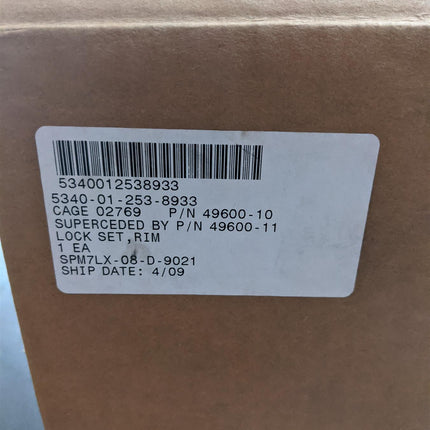 5340012538933
5340-01-253-8933
CAGE 02769 P/N 49600-10
SUPERCEDED BY P/N 49600-11
LOCK SET,RIM
1 EA
SPM7LX-08-D-9021
SHIP DATE: 4/09